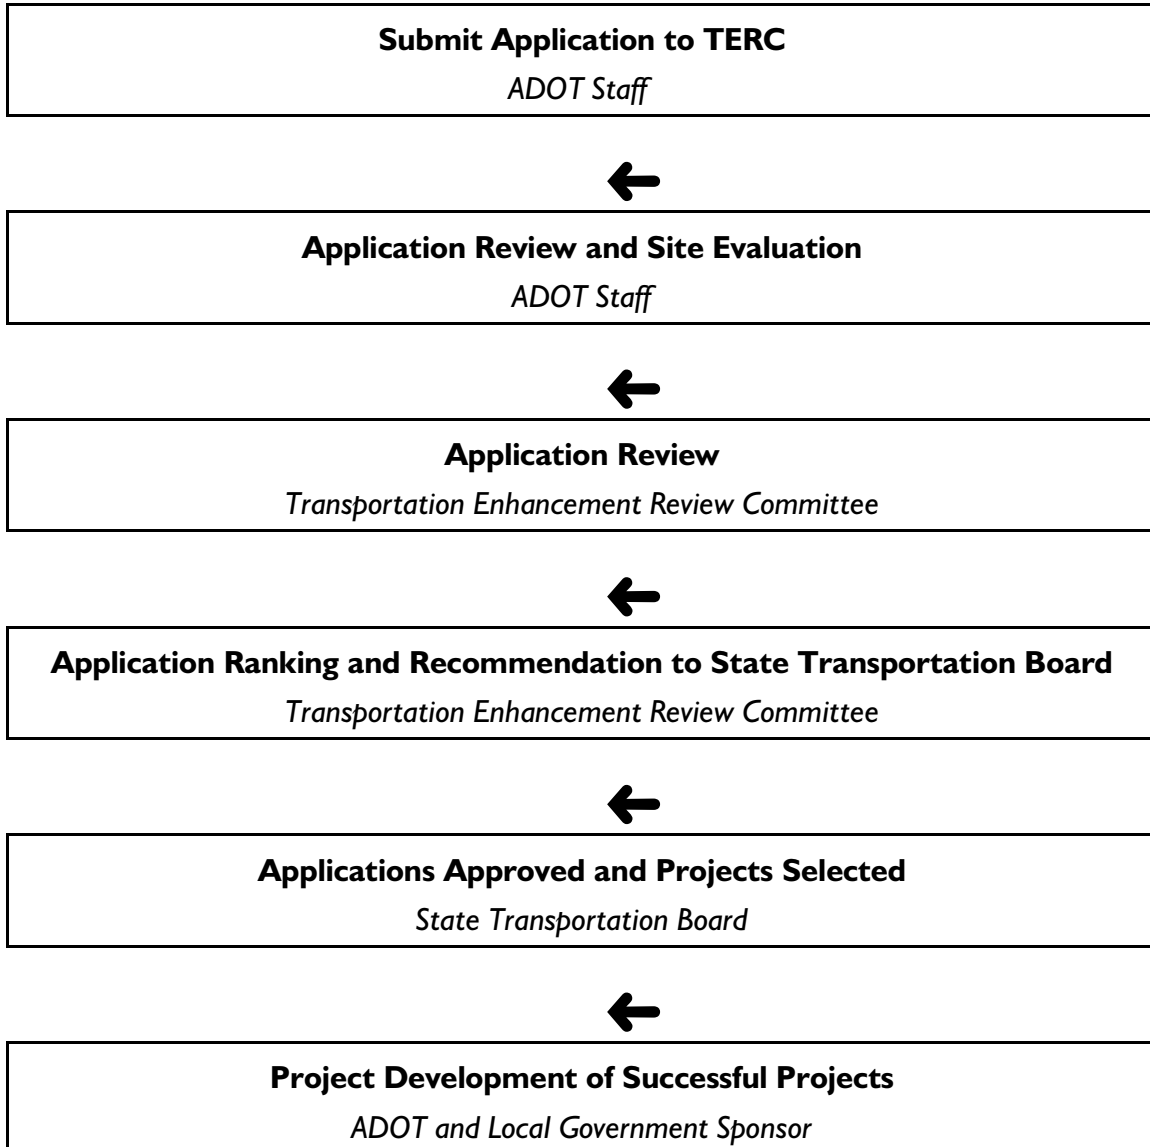 Submit Application to TERC
ADOT Staff
Application Review and Site Evaluation
ADOT Staff
Application Review
Transportation Enhancement Review Committee
Application Ranking and Recommendation to State Transportation Board
Transportation Enhancement Review Committee
Applications Approved and Projects Selected
State Transportation Board
Project Development of Successful Projects
ADOT and Local Government Sponsor